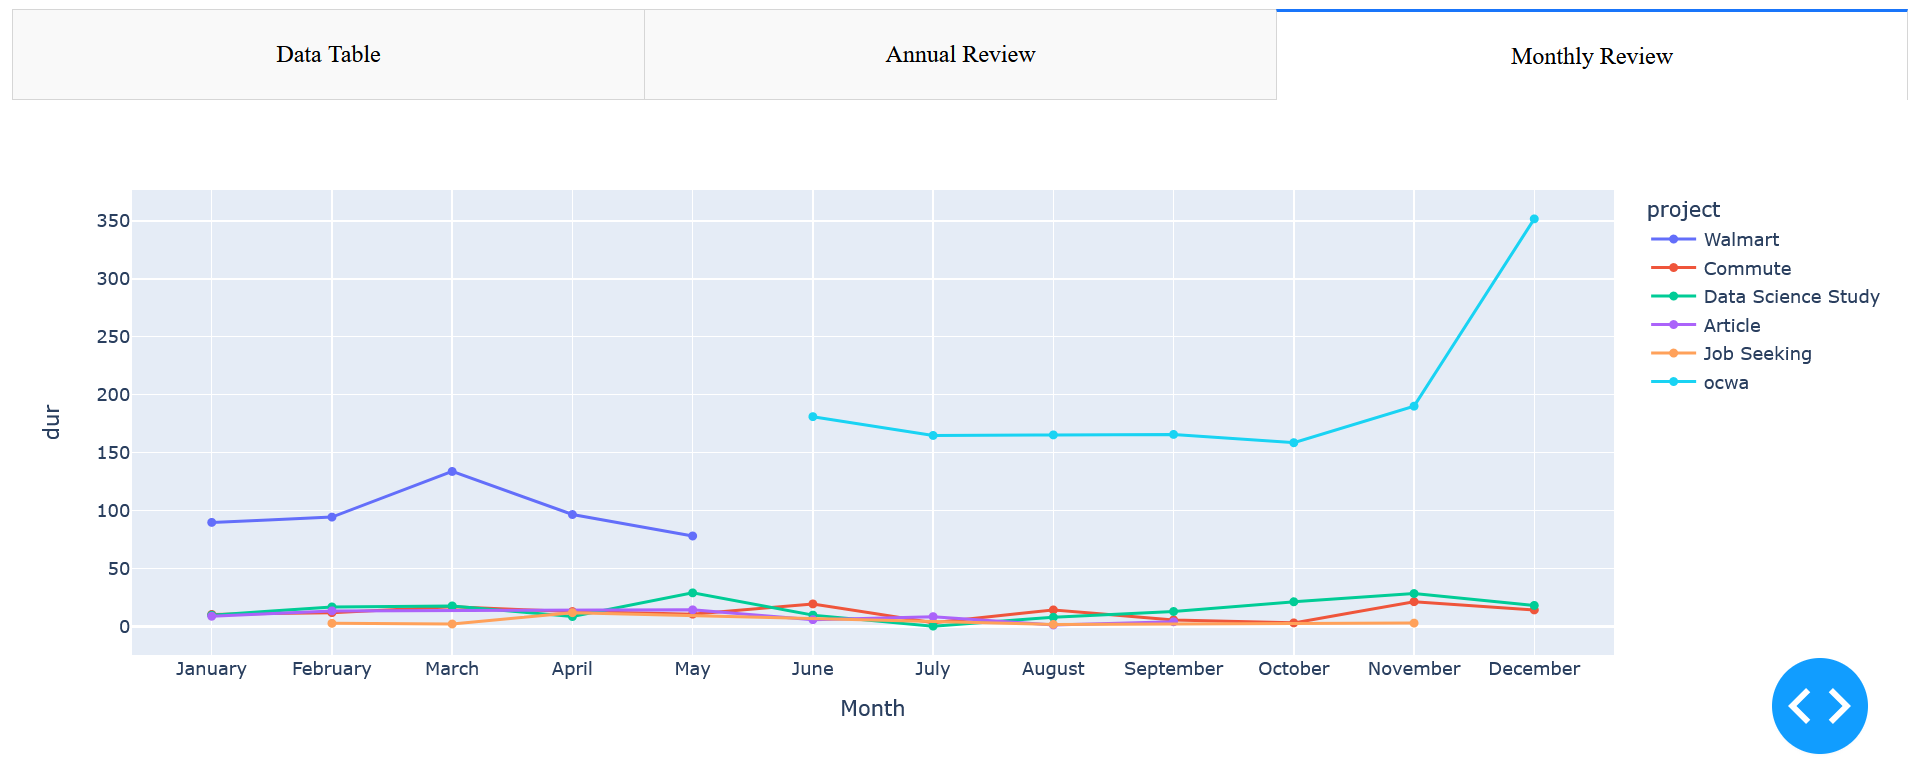 Data Table
Annual Review
Monthly Review
350
300
250
200
150
100
50
0
dur
January February March April May June July August September October November December
Month
project
Walmart
Commute
Data Science Study
Article
Job Seeking
ocwa